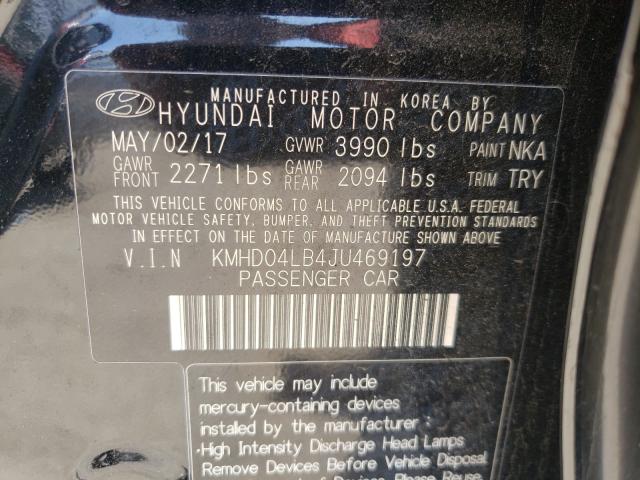 MANUFACTURED IN KOREA BY
HYUNDAI MOTOR COMPANY
MAY/02/17 GVWR 3990 lbs PAINT NKA
GAWR FRONT 2271 lbs GAWR REAR 2094 lbs TRIM TRY
THIS VEHICLE CONFORMS TO ALL APPLICABLE U.S.A. FEDERAL
MOTOR VEHICLE SAFETY, BUMPER, AND THEFT PREVENTION STANDARDS
IN EFFECT ON THE DATE OF MANUFACTURE SHOWN ABOVE.
V.I.N KMHD04LB4JU469197
PASSENGER CAR
This vehicle may include
mercury-containing devices
installed by the manufacturer :
·High Intensity Discharge Head Lamps
Remove Devices Before Vehicle Disposal
Devices, Please Reuse,